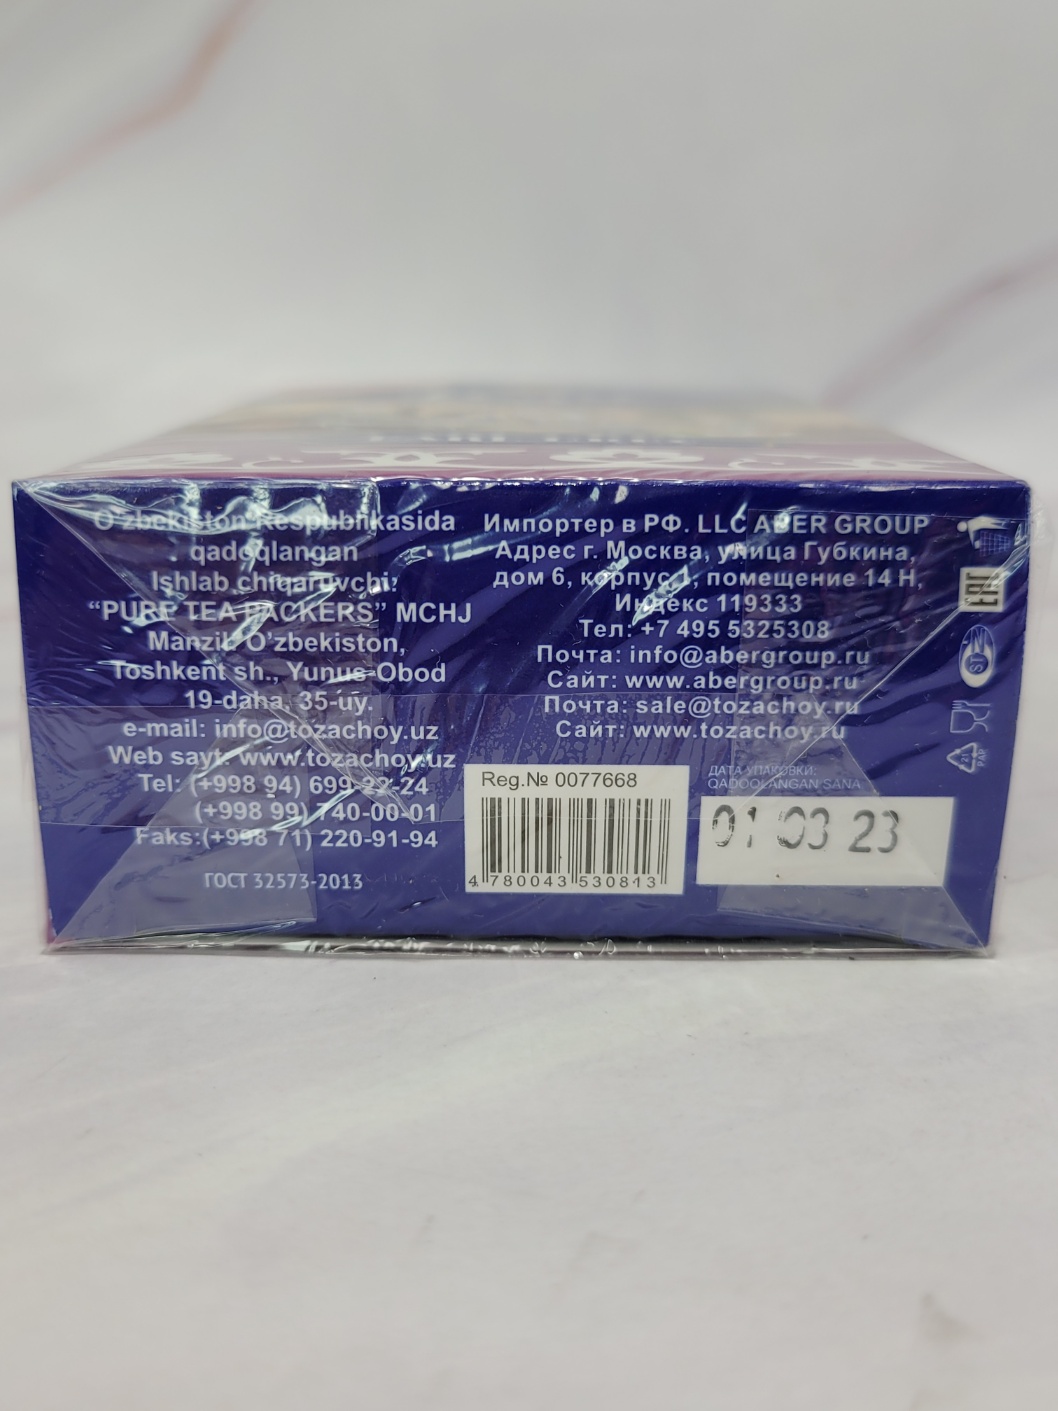 O'zbekiston Respublikasida
qadoqlangan
Ishlab chiqaruvchi:
"PURE TEA PACKERS" MCHJ
Manzil: O'zbekiston,
Toshkent sh., Yunus-Obod
19-daha, 35-uy.
e-mail: info@tozachoy.uz
Web sayt: www.tozachoy.uz
Tel: (+998 94) 699-22-24
(+998 99) 740-00-01
Faks:(+998 71) 220-91-94
ГОСТ 32573-2013
Импортер в РФ. LLC ABER GROUP
Адрес г. Москва, улица Губкина,
дом 6, корпус 1, помещение 14 Н,
Индекс 119333
Тел: +7 495 5325308
Почта: info@abergroup.ru
Сайт: www.abergroup.ru
Почта: sale@tozachoy.ru
Сайт: www.tozachoy.ru
Reg.№ 0077668
4 780043 530813
ДАТА УПАКОВКИ:
QADOQLANGAN SANA
01 03 23
EAC
21
PAP